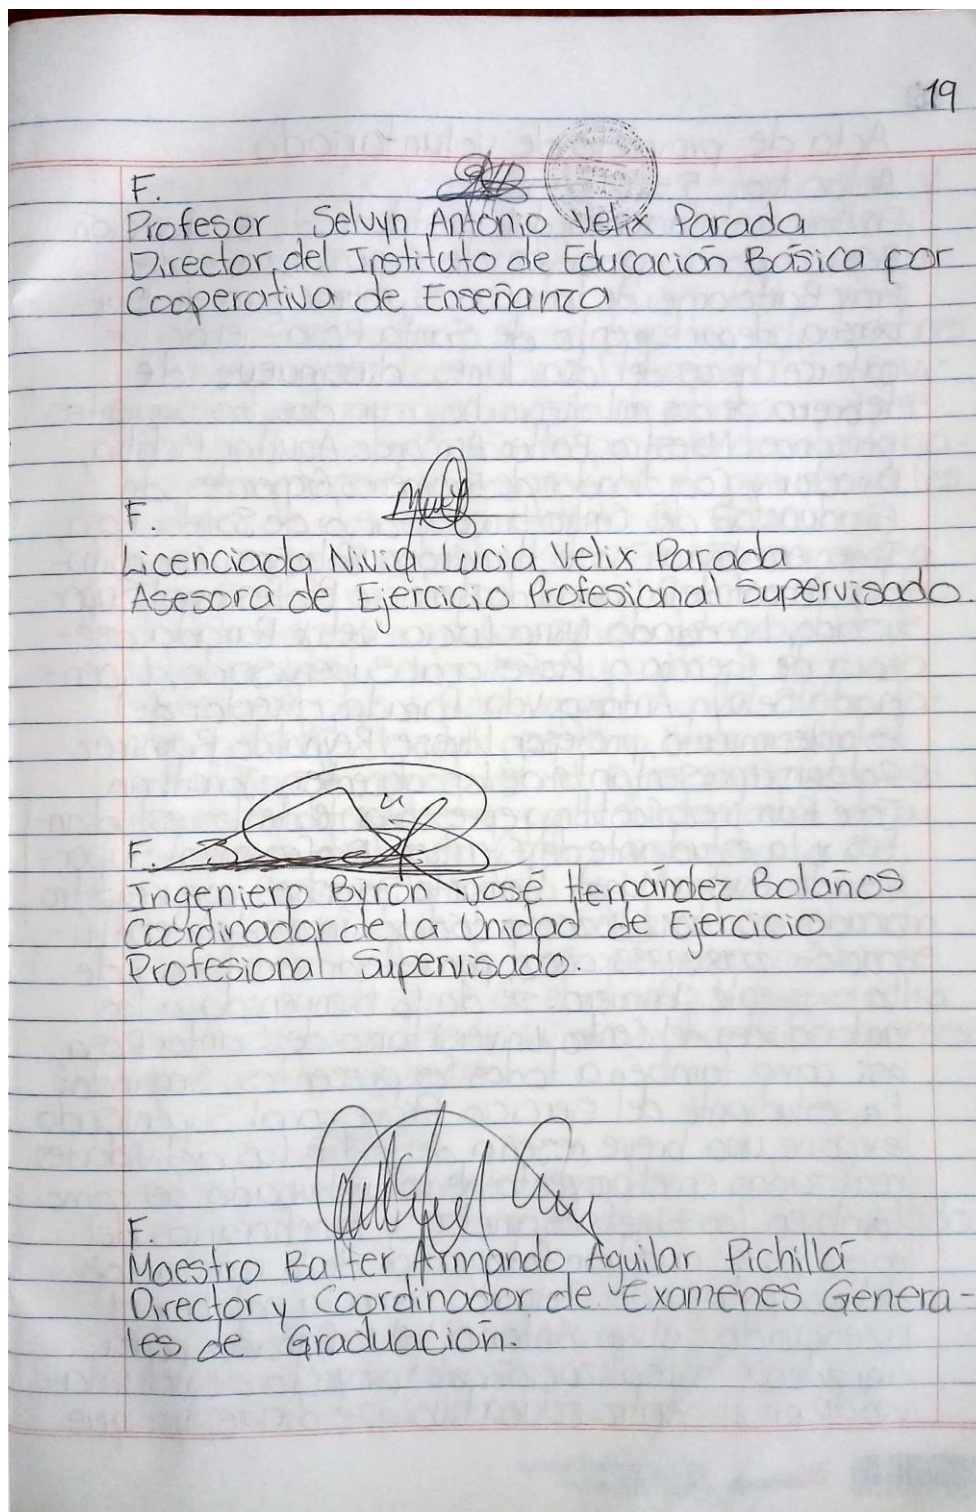 19
F.
Profesor Selvyn Antonio Velix Parada
Director del Instituto de Educación Básica por
Cooperativa de Enseñanza
F.
Licenciada Nivia Lucia Velix Parada
Asesora de Ejercicio Profesional Supervisado.
F.
Ingeniero Byron José Hernández Bolaños
Coordinador de la Unidad de Ejercicio
Profesional Supervisado.
F.
Maestro Balter Armando Aguilar Pichillá
Director y Coordinador de Examenes Genera-
les de Graduación.